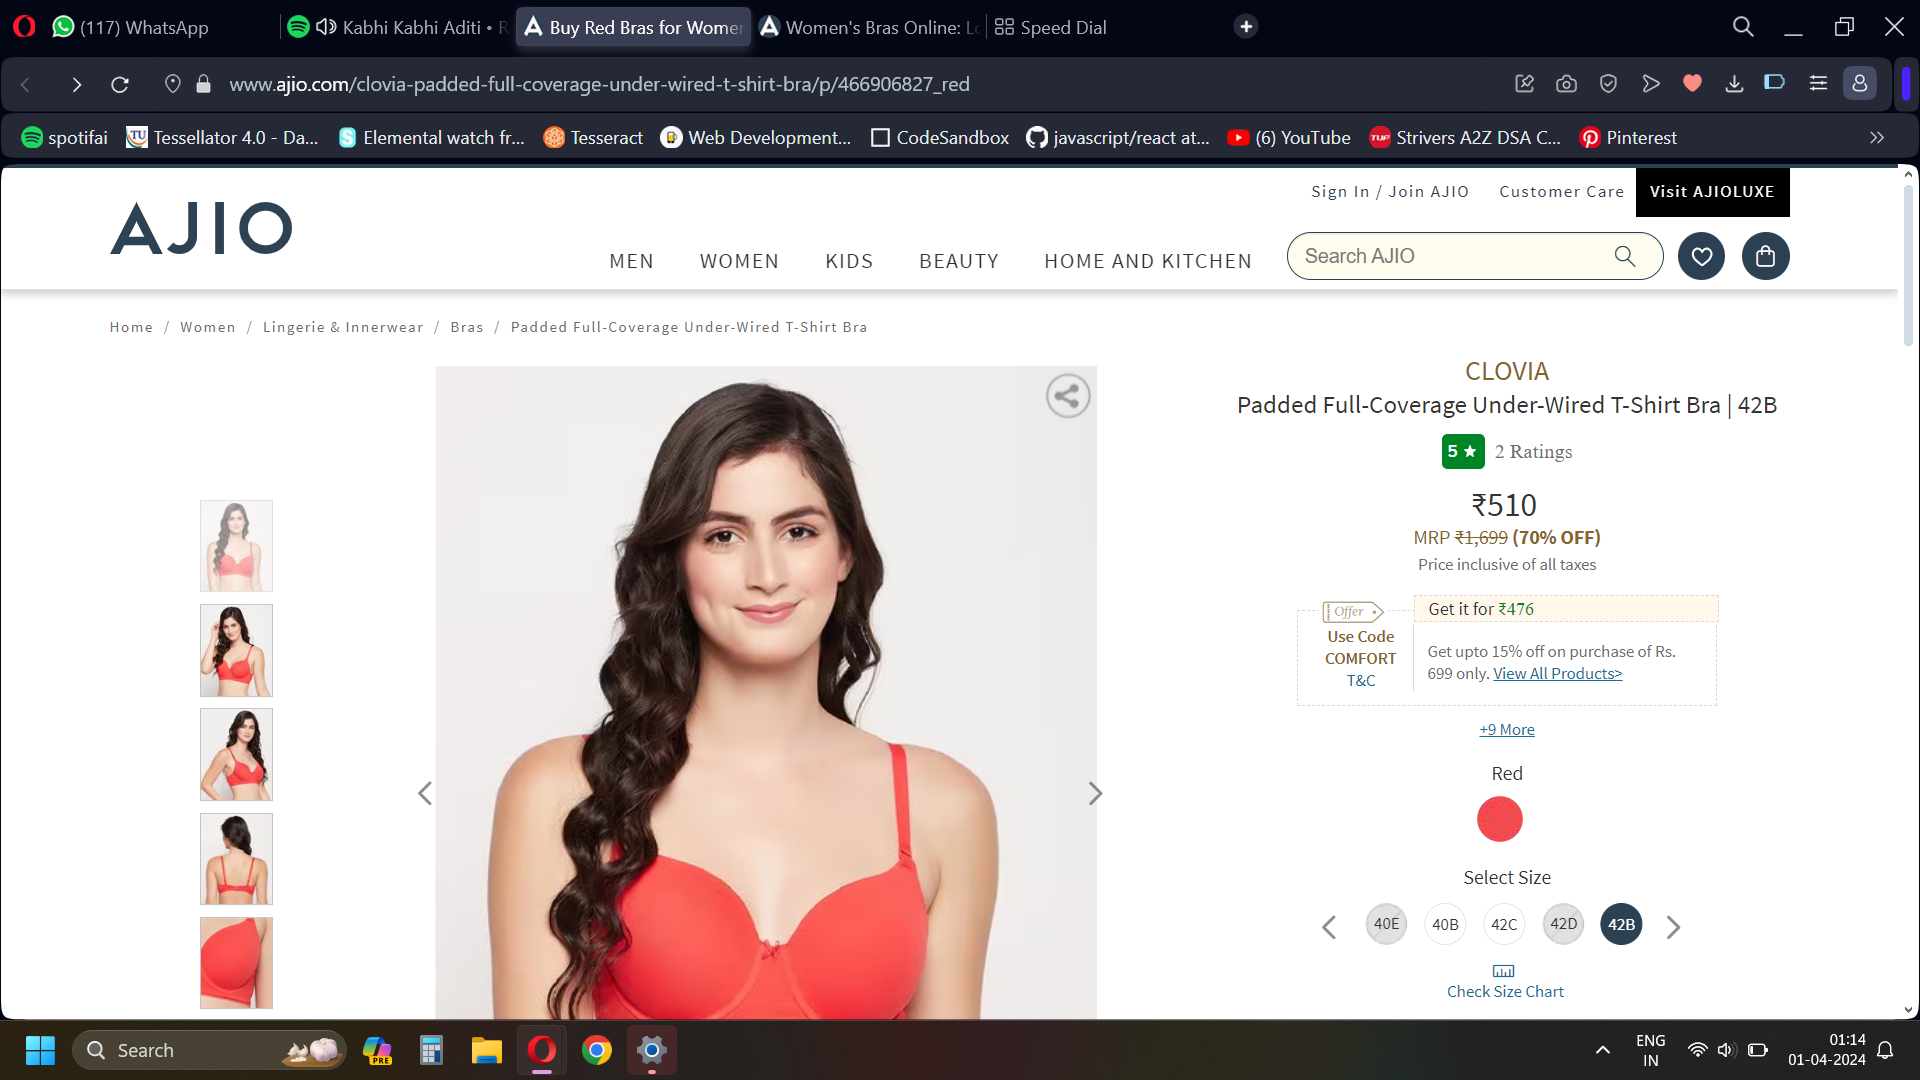 (117) WhatsApp
Kabhi Kabhi Aditi •
Buy Red Bras for Women
Women's Bras Online:
Speed Dial
www.ajio.com/clovia-padded-full-coverage-under-wired-t-shirt-bra/p/466906827_red
spotifai
Tessellator 4.0 - Da...
Elemental watch fr...
Tesseract
Web Development...
CodeSandbox
javascript/react at...
(6) YouTube
Strivers A2Z DSA C...
Pinterest
Sign In / Join AJIO
Customer Care
Visit AJIOLUXE
AJIO
MEN
WOMEN
KIDS
BEAUTY
HOME AND KITCHEN
Search AJIO
Home / Women / Lingerie & Innerwear / Bras / Padded Full-Coverage Under-Wired T-Shirt Bra
CLOVIA
Padded Full-Coverage Under-Wired T-Shirt Bra | 42B
5 ★ 2 Ratings
₹510
MRP ₹1,699 (70% OFF)
Price inclusive of all taxes
Offer
Use Code
COMFORT
T&C
Get it for ₹476
Get upto 15% off on purchase of Rs.
699 only. View All Products>
+9 More
Red
Select Size
40E
40B
42C
42D
42B
Check Size Chart
Search
PRE
ENG
IN
01:14
01-04-2024